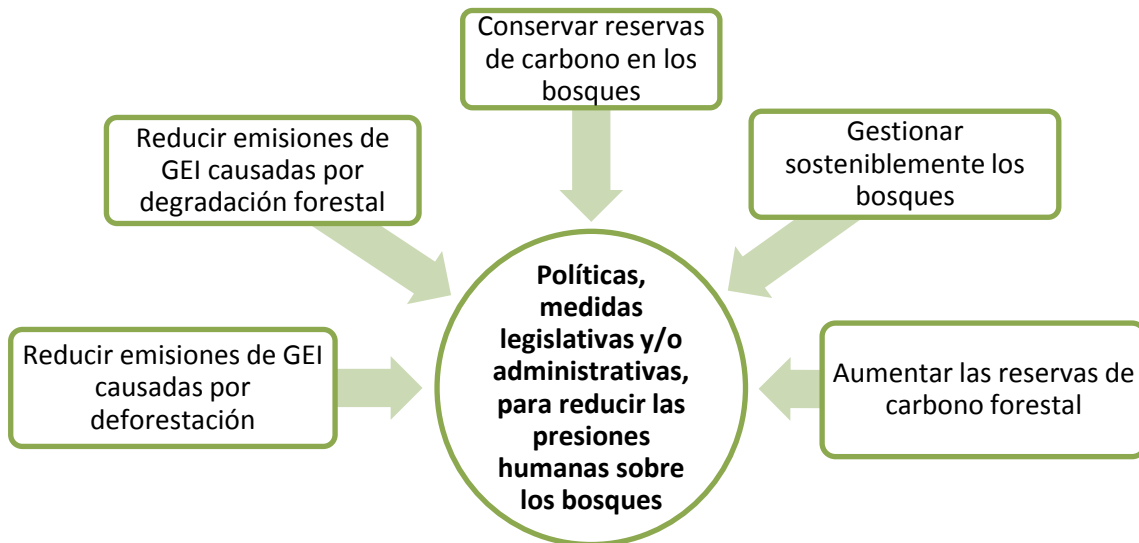 Conservar reservas
de carbono en los
bosques
Reducir emisiones de
GEI causadas por
degradación forestal
Gestionar
sosteniblemente los
bosques
Reducir emisiones de GEI
causadas por
deforestación
Políticas,
medidas
legislativas y/o
administrativas,
para reducir las
presiones
humanas sobre
los bosques
Aumentar las reservas de
carbono forestal